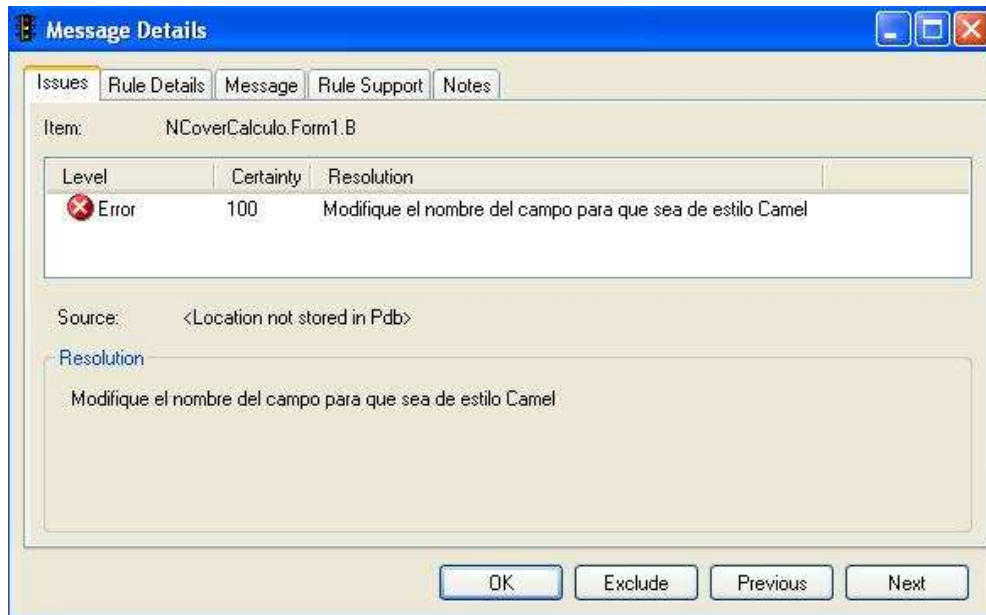 Message Details
Issues Rule Details Message Rule Support Notes
Item: NCoverCalculo.Form1.B
Level Certainty Resolution
Error 100 Modifique el nombre del campo para que sea de estilo Camel
Source: <Location not stored in Pdb>
Resolution
Modifique el nombre del campo para que sea de estilo Camel
OK Exclude Previous Next